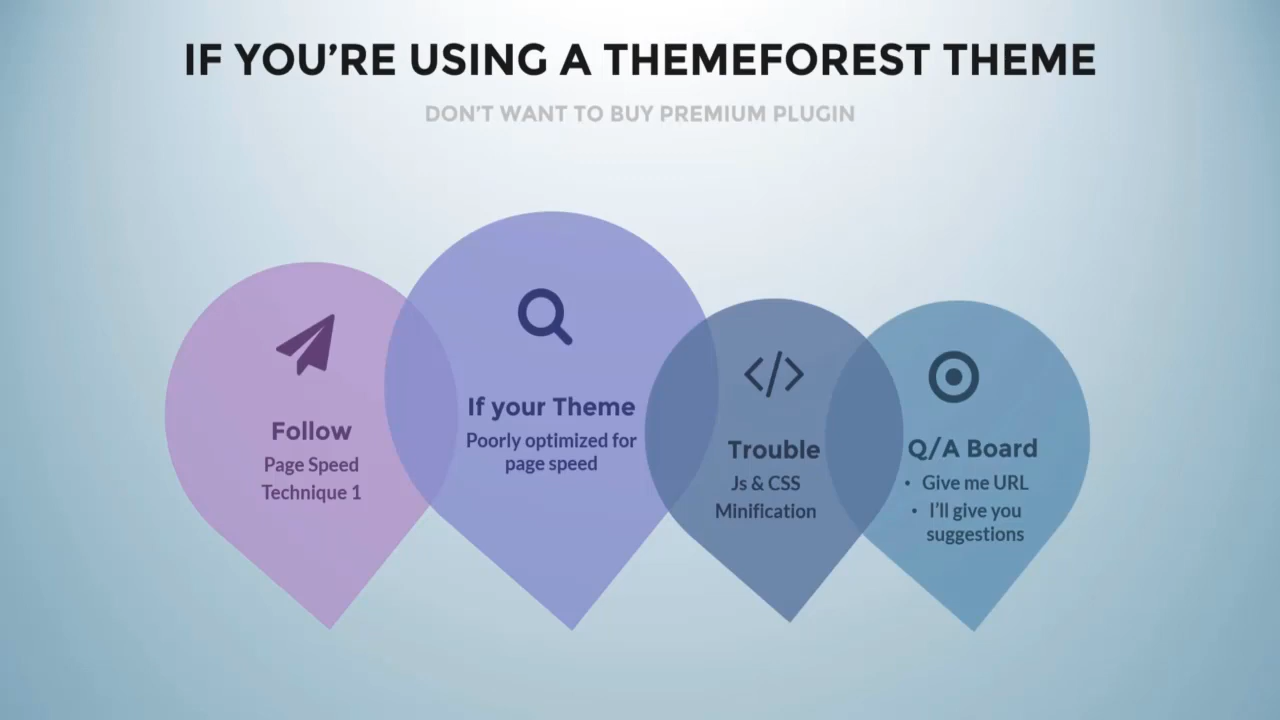 IF YOU’RE USING A THEMEFOREST THEME
DON’T WANT TO BUY PREMIUM PLUGIN
Follow
Page Speed
Technique 1
If your Theme
Poorly optimized for
page speed
Trouble
Js & CSS
Minification
Q/A Board
• Give me URL
• I’ll give you
suggestions